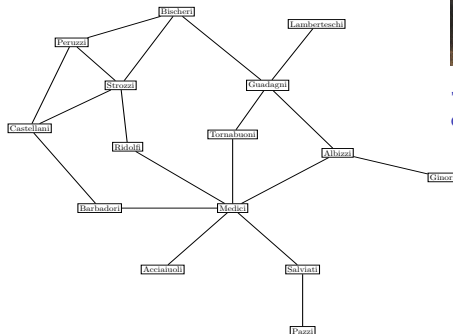 Bischeri
Lamberteschi
Peruzzi
Strozzi
Guadagni
Castellani
Tornabuoni
Ridolfi
Albizzi
Barbadori
Medici
Acciaiuoli
Salviati
Pazzi